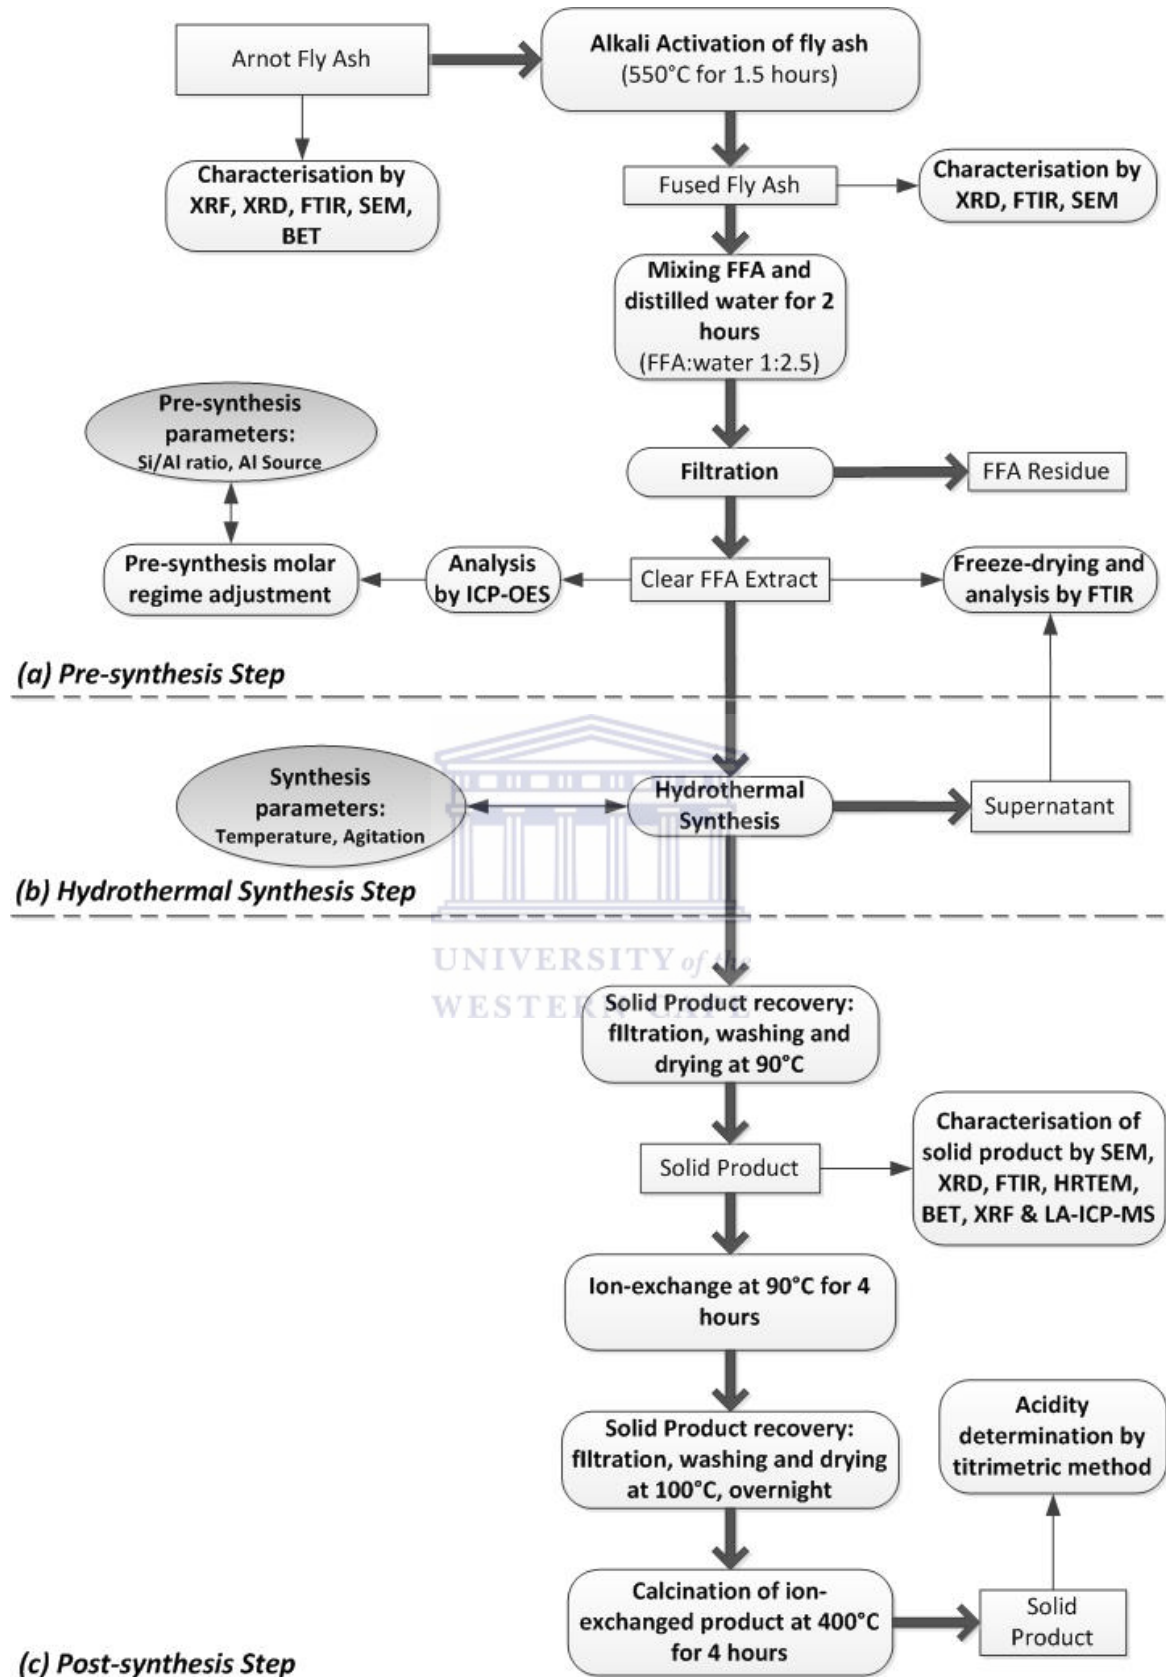 Arnot Fly Ash
Alkali Activation of fly ash
(550°C for 1.5 hours)
Characterisation by
XRF, XRD, FTIR, SEM,
BET
Fused Fly Ash
Characterisation by
XRD, FTIR, SEM
Mixing FFA and
distilled water for 2
hours
(FFA:water 1:2.5)
Pre-synthesis
parameters:
Si/Al ratio, Al Source
Filtration
FFA Residue
Pre-synthesis molar
regime adjustment
Analysis
by ICP-OES
Clear FFA Extract
Freeze-drying and
analysis by FTIR
(a) Pre-synthesis Step
Synthesis
parameters:
Temperature, Agitation
Hydrothermal
Synthesis
Supernatant
(b) Hydrothermal Synthesis Step
UNIVERSITY of the
WESTERN CAPE
Solid Product recovery:
filtration, washing and
drying at 90°C
Solid Product
Characterisation of
solid product by SEM,
XRD, FTIR, HRTEM,
BET, XRF & LA-ICP-MS
Ion-exchange at 90°C for 4
hours
Solid Product recovery:
filtration, washing and drying
at 100°C, overnight
Acidity
determination by
titrimetric method
Calcination of ion-
exchanged product at 400°C
for 4 hours
Solid
Product
(c) Post-synthesis Step